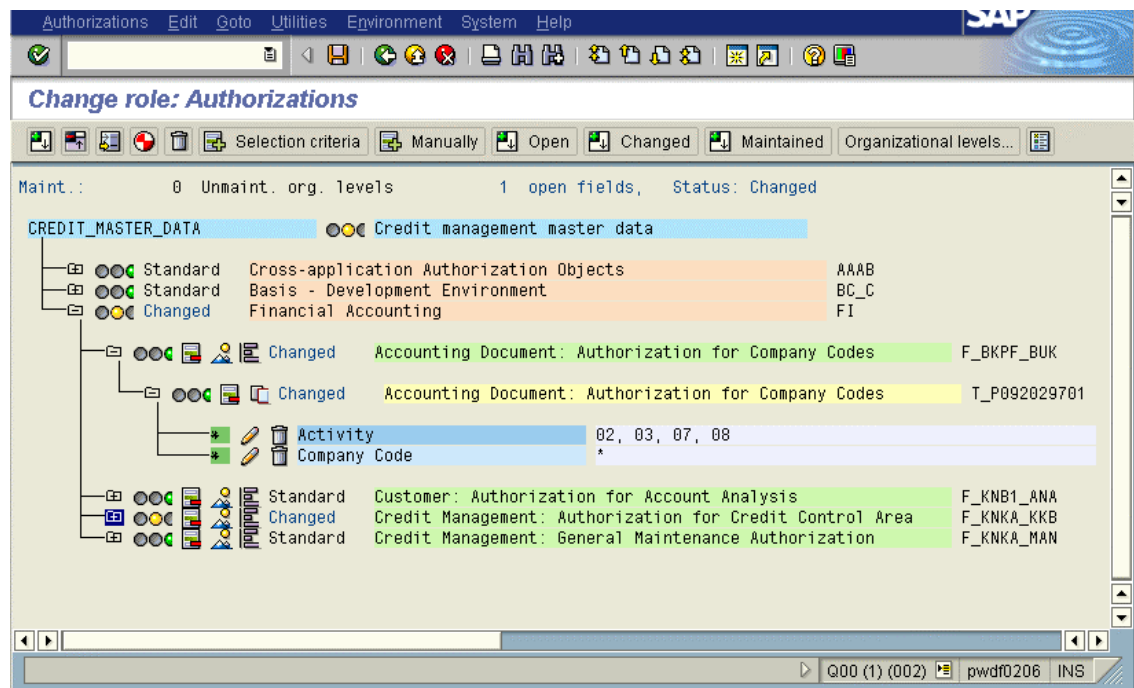 Authorizations Edit Goto Utilities Environment System Help
SAP
Change role: Authorizations
Selection criteria Manually Open Changed Maintained Organizational levels...
Maint.: 0 Unmaint. org. levels 1 open fields, Status: Changed
CREDIT_MASTER_DATA Credit management master data
Standard Cross-application Authorization Objects AAAB
Standard Basis - Development Environment BC_C
Changed Financial Accounting FI
Changed Accounting Document: Authorization for Company Codes F_BKPF_BUK
Changed Accounting Document: Authorization for Company Codes T_P092029701
* Activity 02, 03, 07, 08
* Company Code *
Standard Customer: Authorization for Account Analysis F_KNB1_ANA
Changed Credit Management: Authorization for Credit Control Area F_KNKA_KKB
Standard Credit Management: General Maintenance Authorization F_KNKA_MAN
Q00 (1) (002) pwdf0206 INS